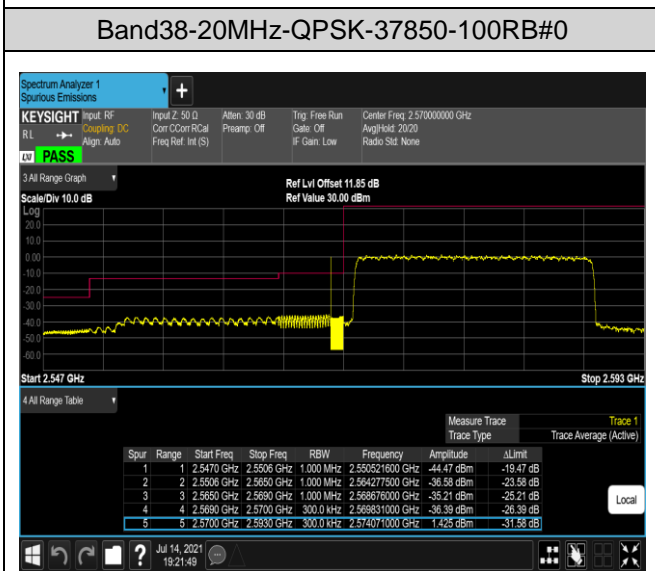 Band38-20MHz-QPSK-37850-100RB#0
Spectrum Analyzer 1
Spurious Emissions
+
KEYSIGHT Input: RF Input Z: 50 Ω Atten: 30 dB Trig: Free Run Center Freq: 2.570000000 GHz
RL Coupling: DC Corr CCorr RCal Preamp: Off Gate: Off Avg|Hold: 20/20
Align: Auto Freq Ref: Int (S) IF Gain: Low Radio Std: None
LXI PASS
3 All Range Graph
Ref Lvl Offset 11.85 dB
Scale/Div 10.0 dB Ref Value 30.00 dBm
Log
20.0
10.0
0.00
-10.0
-20.0
-30.0
-40.0
-50.0
-60.0
Start 2.547 GHz Stop 2.593 GHz
4 All Range Table
Measure Trace Trace 1
Trace Type Trace Average (Active)
Spur Range Start Freq Stop Freq RBW Frequency Amplitude ΔLimit
1 1 2.5470 GHz 2.5506 GHz 1.000 MHz 2.550521600 GHz -44.47 dBm -19.47 dB
2 2 2.5506 GHz 2.5650 GHz 1.000 MHz 2.564277500 GHz -36.58 dBm -23.58 dB
3 3 2.5650 GHz 2.5690 GHz 1.000 MHz 2.568676000 GHz -35.21 dBm -25.21 dB
4 4 2.5690 GHz 2.5700 GHz 300.0 kHz 2.569831000 GHz -36.39 dBm -26.39 dB
5 5 2.5700 GHz 2.5930 GHz 300.0 kHz 2.574071000 GHz 1.425 dBm -31.58 dB
Local
? Jul 14, 2021
19:21:49